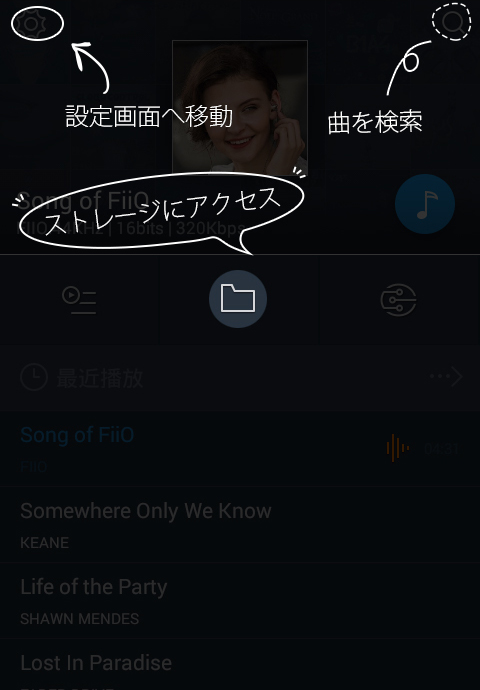 設定画面へ移動
曲を検索
ストレージにアクセス
Song of FiiO
16bits | 320Kbp
最近播放
Song of FiiO
FiiO
Somewhere Only We Know
KEANE
Life of the Party
SHAWN MENDES
Lost In Paradise